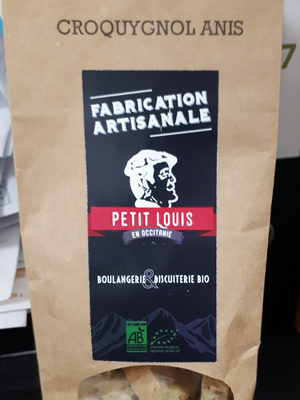 CROQUYGNOL ANIS
FABRICATION
ARTISANALE
PETIT LOUIS
EN OCCITANIE
BOULANGERIE & BISCUITERIE BIO
AB